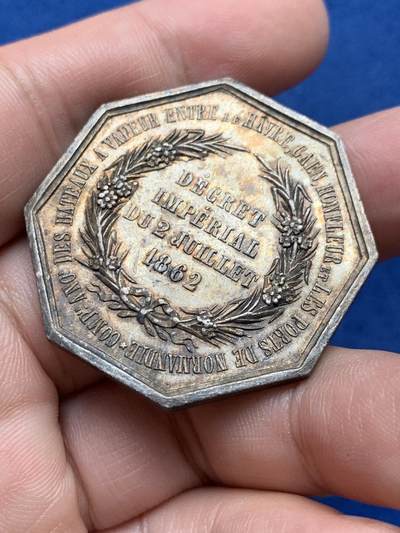 COMP. ANC. DES BATEAUX A VAPEUR ENTRE LE HAVRE, CAEN, HONFLEUR ET LES PORTS DE NORMANDIE
DÉCRET
IMPÉRIAL
DU 2 JUILLET
1862